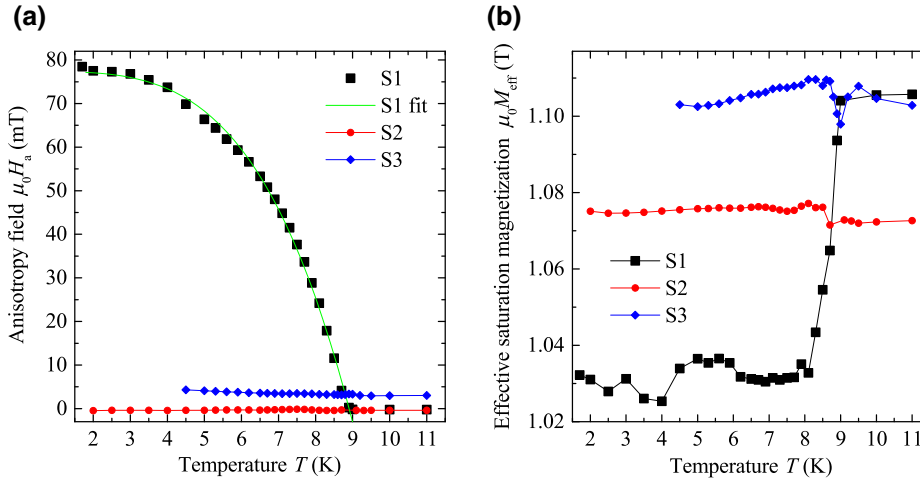 (a)
80
70
60
50
40
30
20
10
0
Anisotropy field μ₀Hₐ (mT)
S1
S1 fit
S2
S3
2 3 4 5 6 7 8 9 10 11
Temperature T (K)
(b)
1.10
1.08
1.06
1.04
1.02
Effective saturation magnetization μ₀M_eff (T)
S1
S2
S3
2 3 4 5 6 7 8 9 10 11
Temperature T (K)